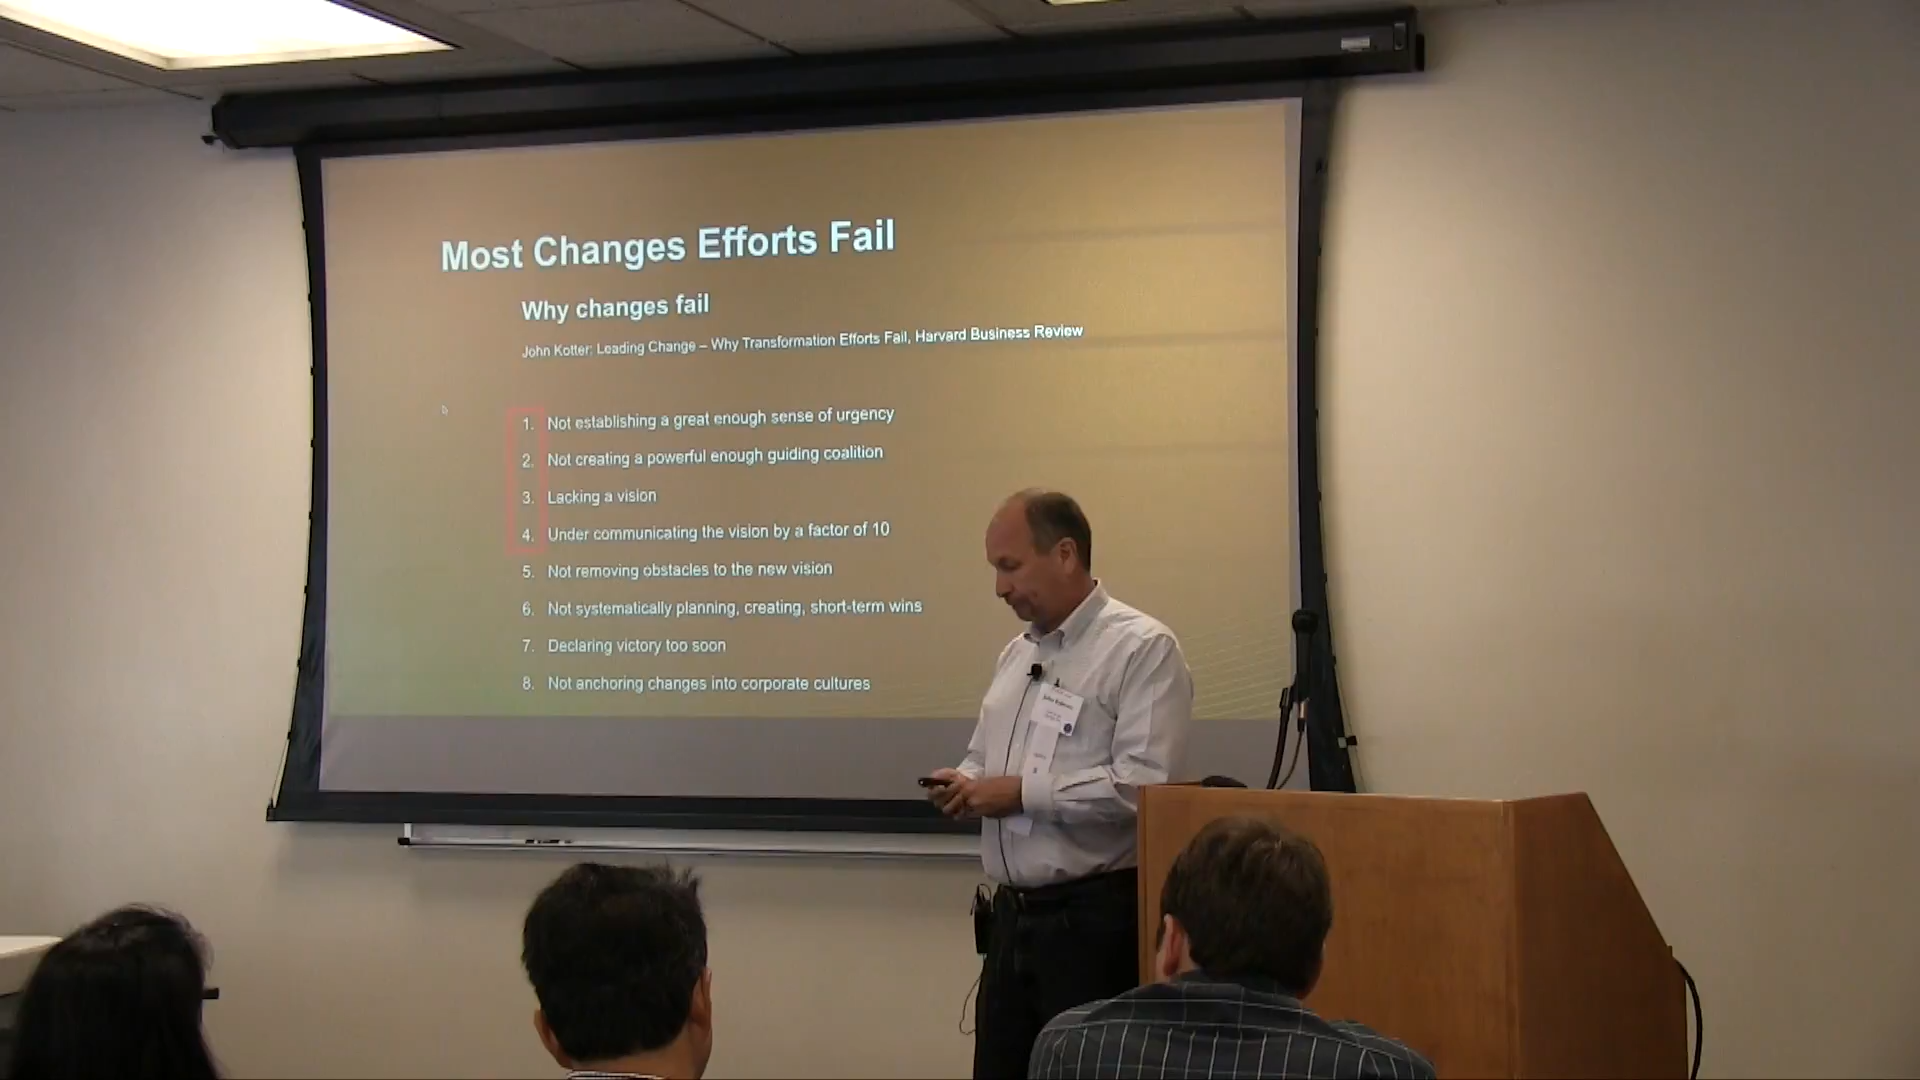 Most Changes Efforts Fail
Why changes fail
John Kotter: Leading Change – Why Transformation Efforts Fail, Harvard Business Review
1. Not establishing a great enough sense of urgency
2. Not creating a powerful enough guiding coalition
3. Lacking a vision
4. Under communicating the vision by a factor of 10
5. Not removing obstacles to the new vision
6. Not systematically planning, creating, short-term wins
7. Declaring victory too soon
8. Not anchoring changes into corporate cultures